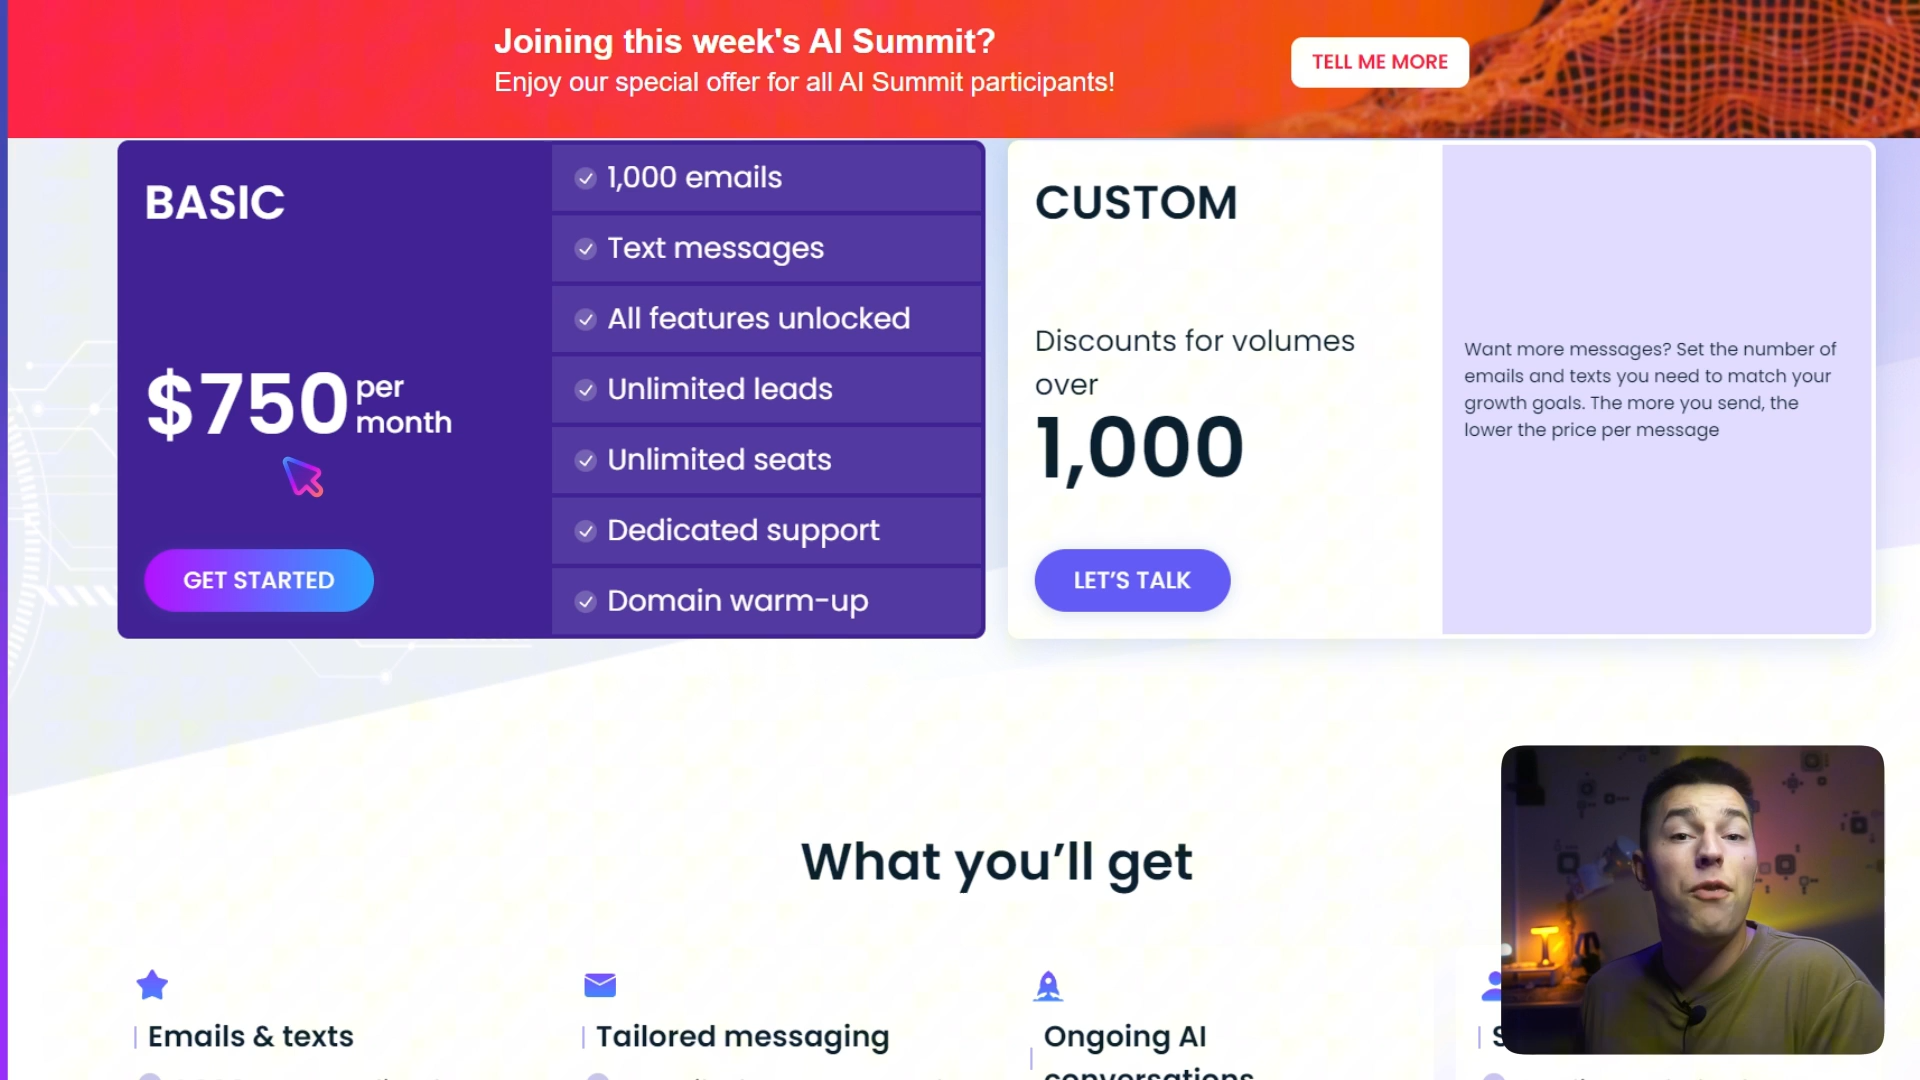 Joining this week's AI Summit?
Enjoy our special offer for all AI Summit participants!
TELL ME MORE
BASIC
$750 per month
GET STARTED
1,000 emails
Text messages
All features unlocked
Unlimited leads
Unlimited seats
Dedicated support
Domain warm-up
CUSTOM
Discounts for volumes
over
1,000
LET'S TALK
Want more messages? Set the number of
emails and texts you need to match your
growth goals. The more you send, the
lower the price per message
What you'll get
Emails & texts
Tailored messaging
Ongoing AI
conversations